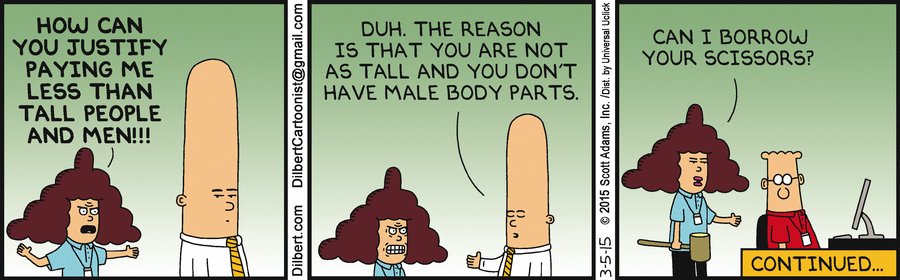 HOW CAN
YOU JUSTIFY
PAYING ME
LESS THAN
TALL PEOPLE
AND MEN!!!
Dilbert.com DilbertCartoonist@gmail.com
DUH. THE REASON
IS THAT YOU ARE NOT
AS TALL AND YOU DON'T
HAVE MALE BODY PARTS.
3-5-15 © 2015 Scott Adams, Inc. /Dist. by Universal Uclick
CAN I BORROW
YOUR SCISSORS?
CONTINUED...